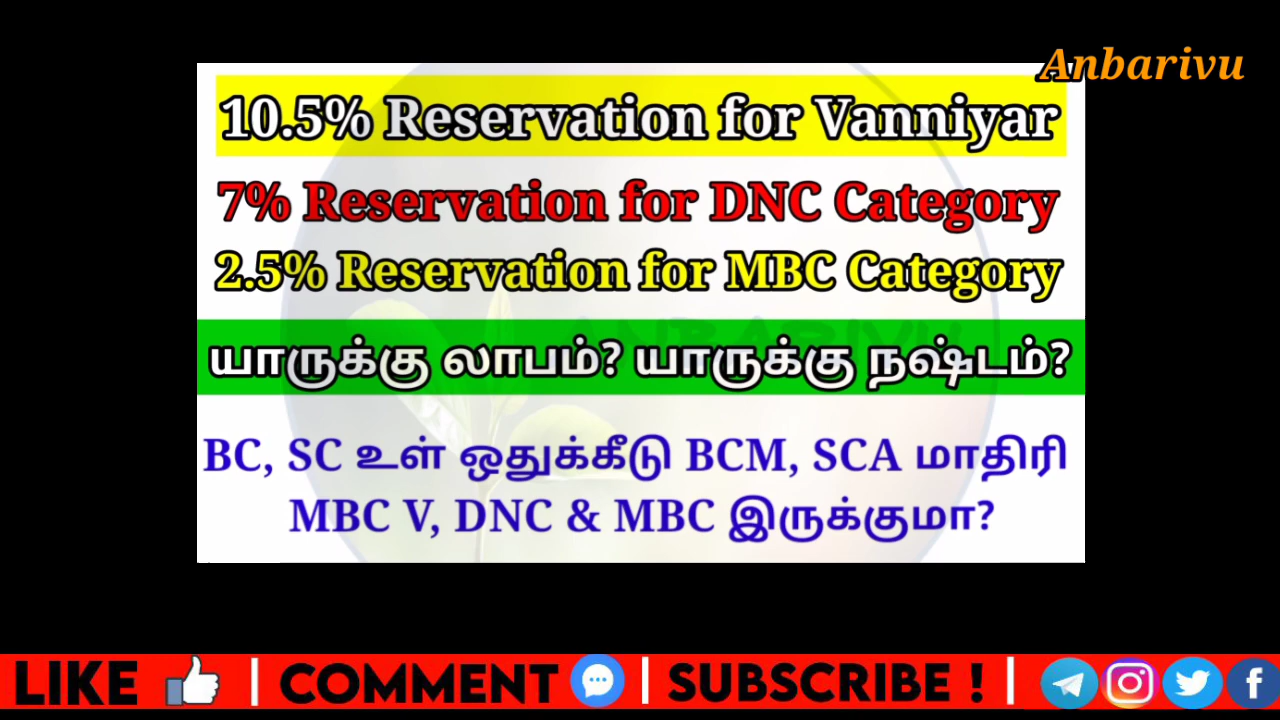 Anbarivu
10.5% Reservation for Vanniyar
7% Reservation for DNC Category
2.5% Reservation for MBC Category
யாருக்கு லாபம்? யாருக்கு நஷ்டம்?
BC, SC உள் ஒதுக்கீடு BCM, SCA மாதிரி
MBC V, DNC & MBC இருக்குமா?
LIKE | COMMENT | SUBSCRIBE ! |